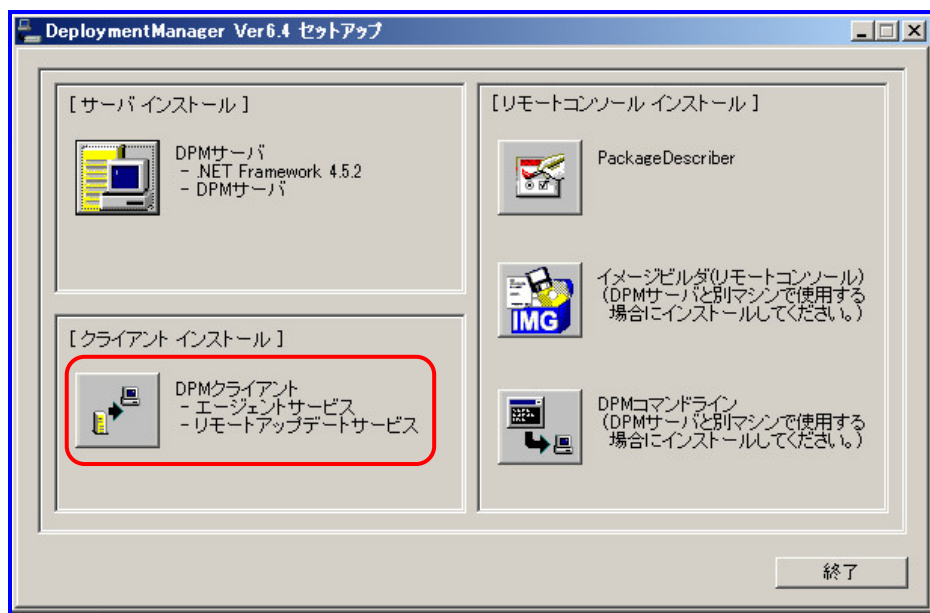 DeploymentManager Ver6.4 セットアップ
[サーバ インストール]
DPMサーバ
- .NET Framework 4.5.2
- DPMサーバ
[クライアント インストール]
DPMクライアント
- エージェントサービス
- リモートアップデートサービス
[リモートコンソール インストール]
PackageDescriber
IMG
イメージビルダ(リモートコンソール)
(DPMサーバと別マシンで使用する
場合にインストールしてください。)
DPMコマンドライン
(DPMサーバと別マシンで使用する
場合にインストールしてください。)
終了